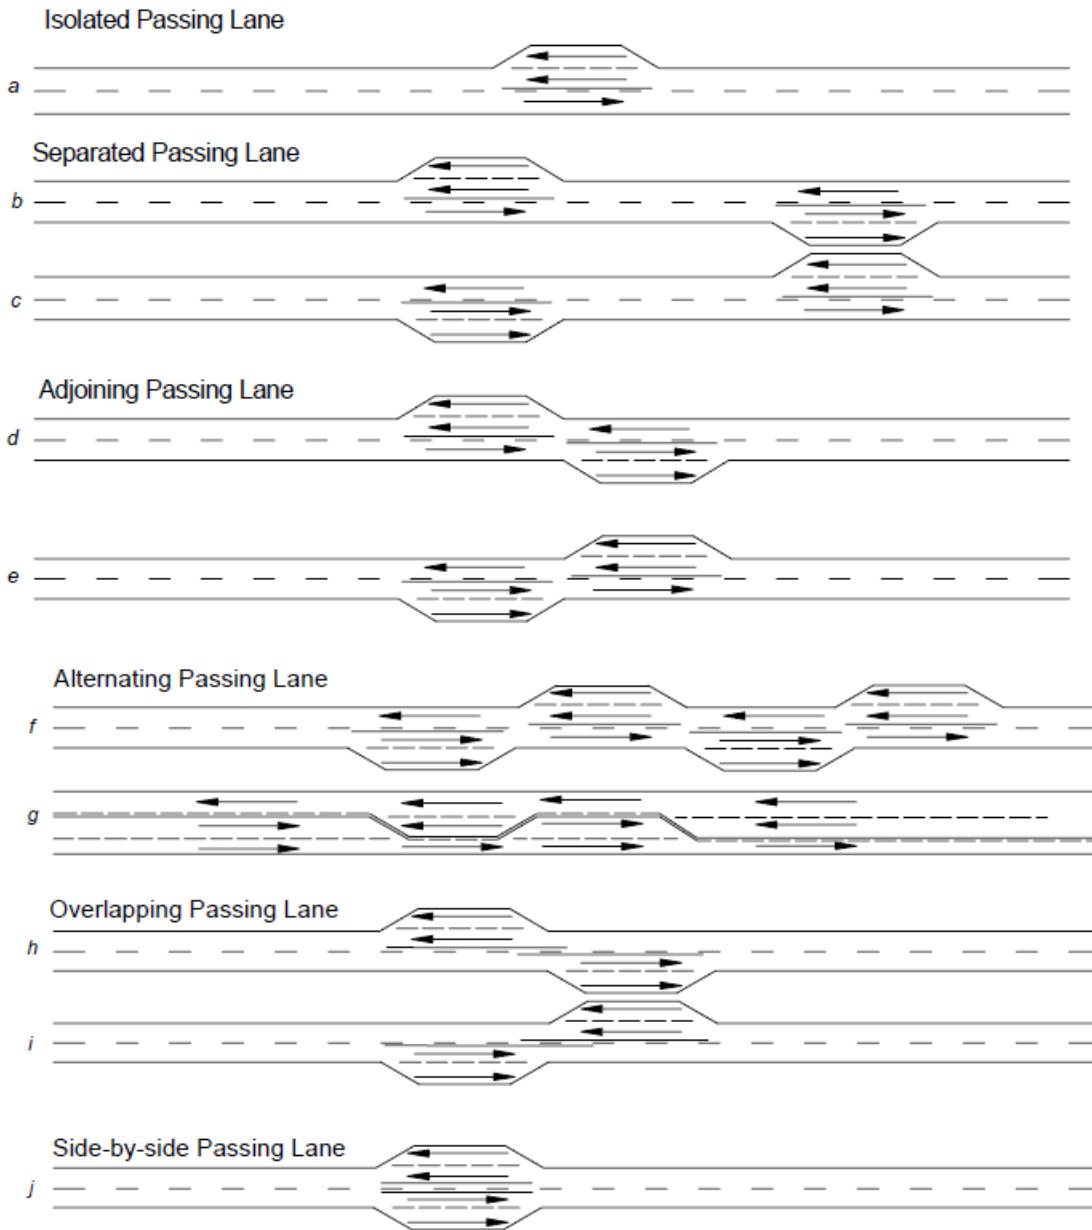 Isolated Passing Lane
a
Separated Passing Lane
b
c
Adjoining Passing Lane
d
e
Alternating Passing Lane
f
g
Overlapping Passing Lane
h
i
Side-by-side Passing Lane
j